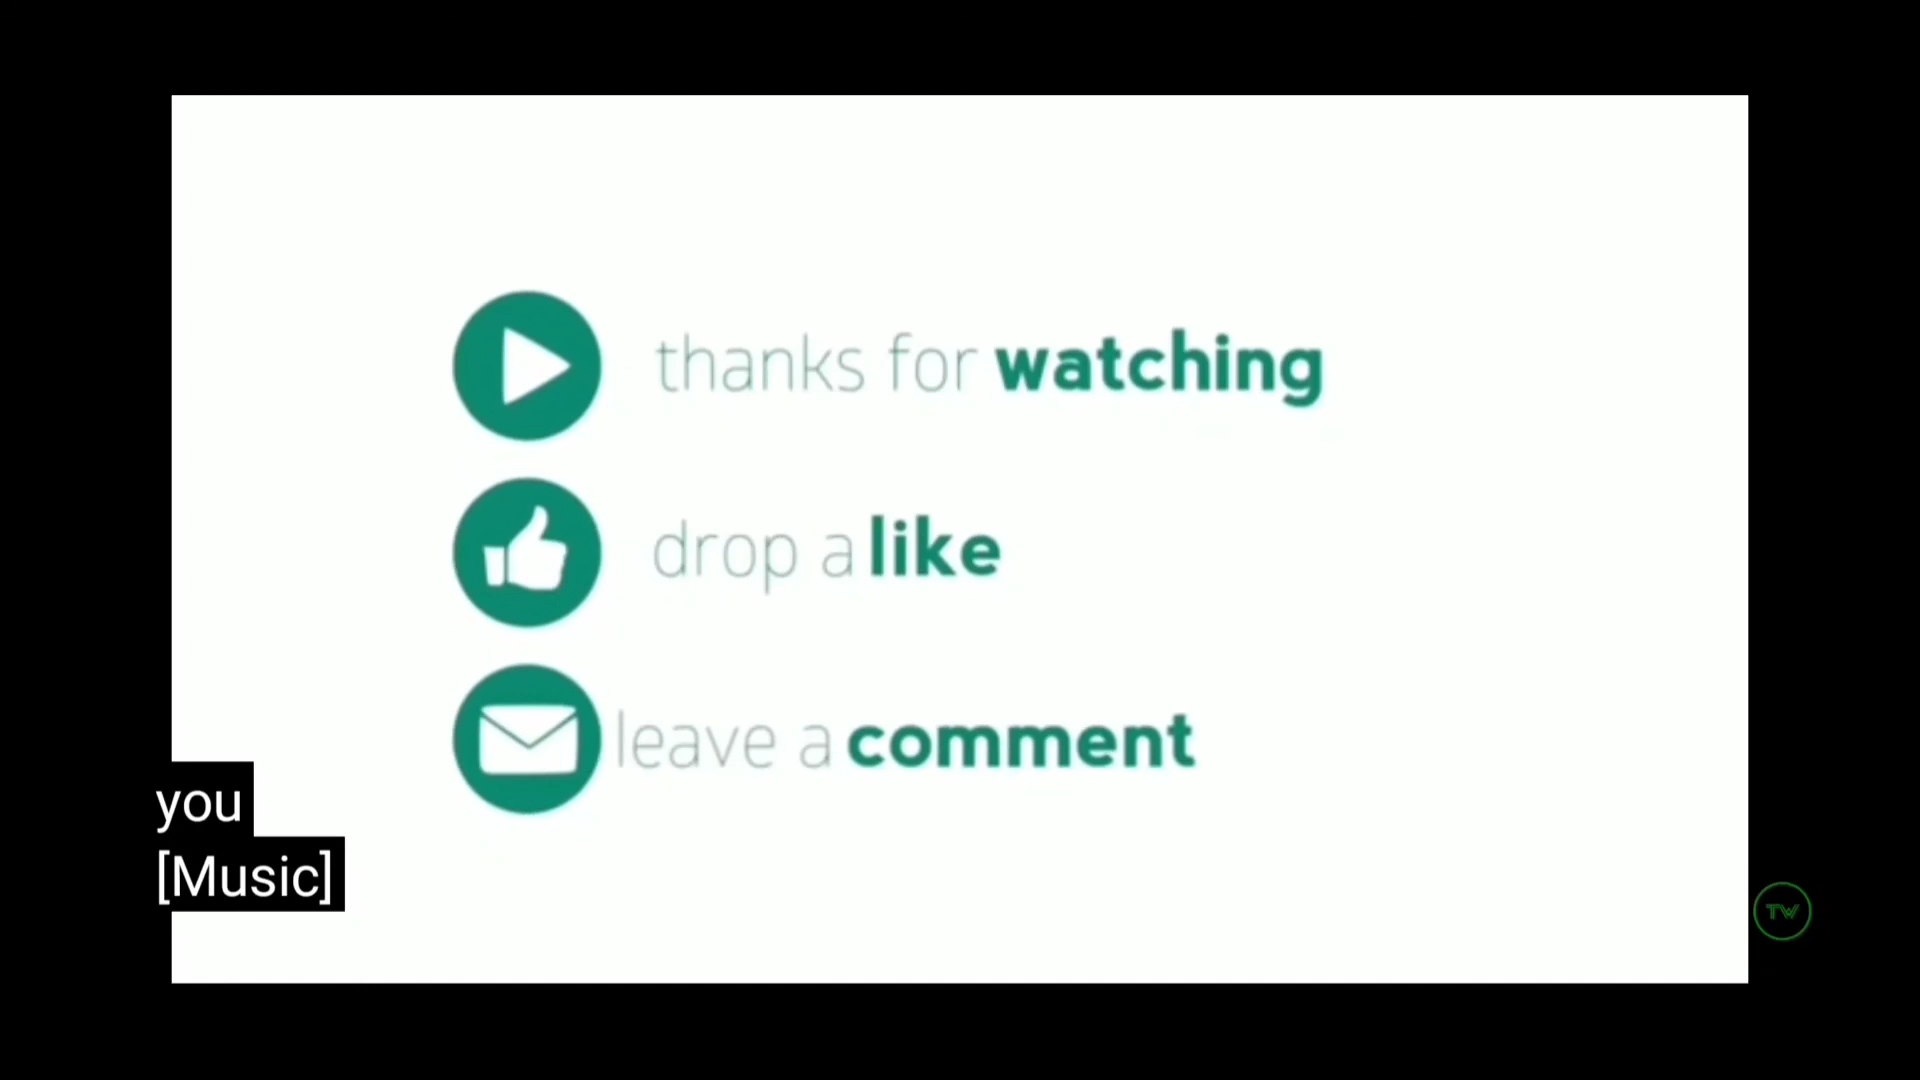 thanks for watching
drop a like
leave a comment
you
[Music]
TW